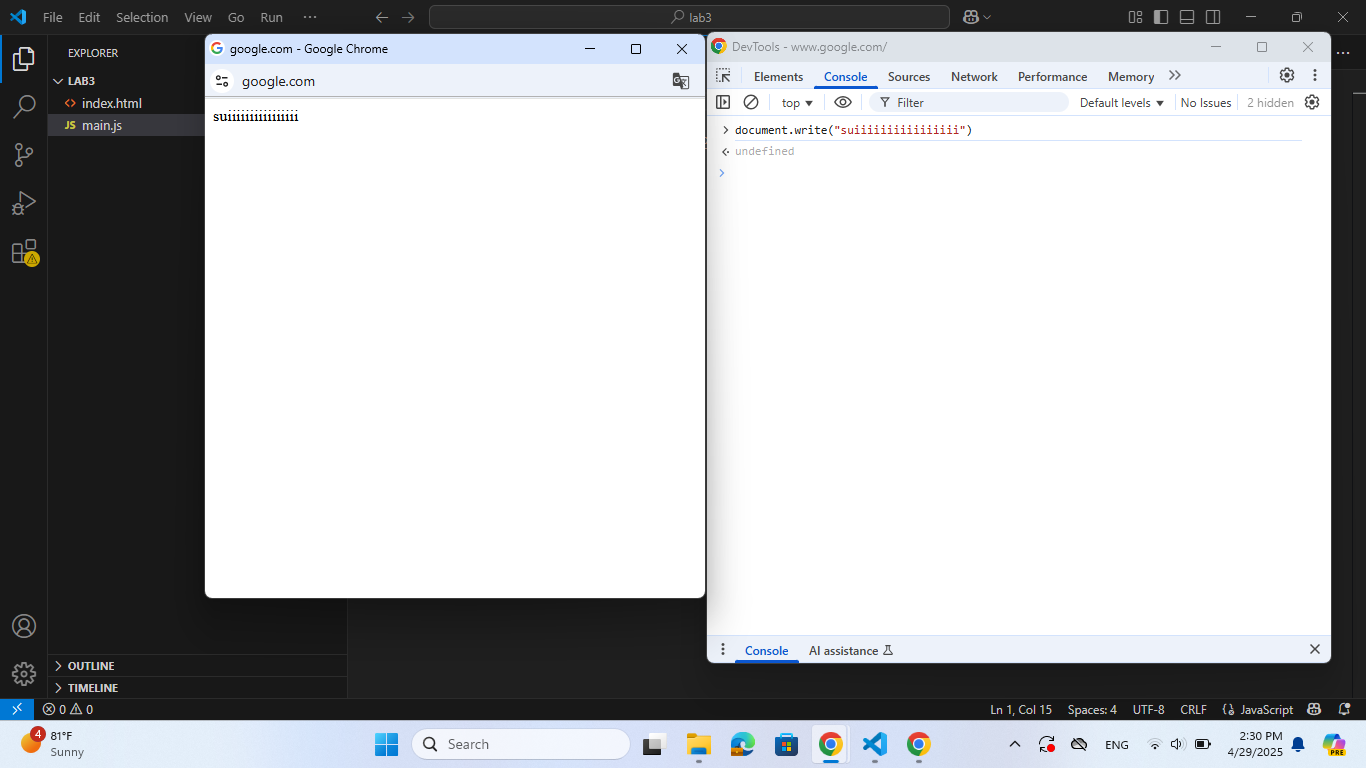 File Edit Selection View Go Run ···
lab3
EXPLORER
LAB3
index.html
JS main.js
OUTLINE
TIMELINE
google.com - Google Chrome
google.com
suiiiiiiiiiiiiiiii
DevTools - www.google.com/
Elements Console Sources Network Performance Memory
top Filter Default levels No Issues 2 hidden
document.write("suiiiiiiiiiiiiiiii")
undefined
Console AI assistance
0 0
Ln 1, Col 15 Spaces: 4 UTF-8 CRLF JavaScript
4
81°F
Sunny
Search
ENG
2:30 PM
4/29/2025
PRE